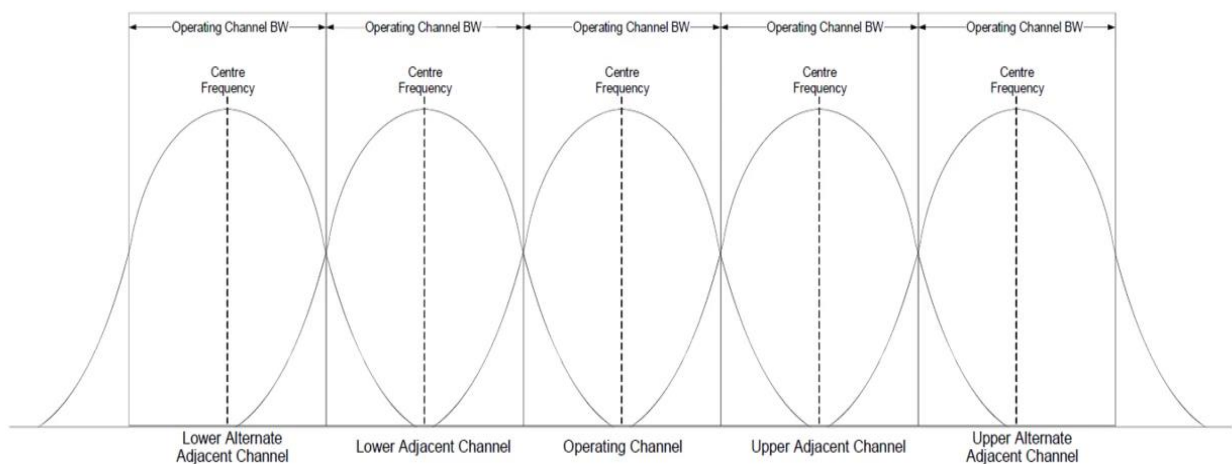 Operating Channel BW
Operating Channel BW
Operating Channel BW
Operating Channel BW
Operating Channel BW
Centre
Frequency
Centre
Frequency
Centre
Frequency
Centre
Frequency
Centre
Frequency
Lower Alternate
Adjacent Channel
Lower Adjacent Channel
Operating Channel
Upper Adjacent Channel
Upper Alternate
Adjacent Channel